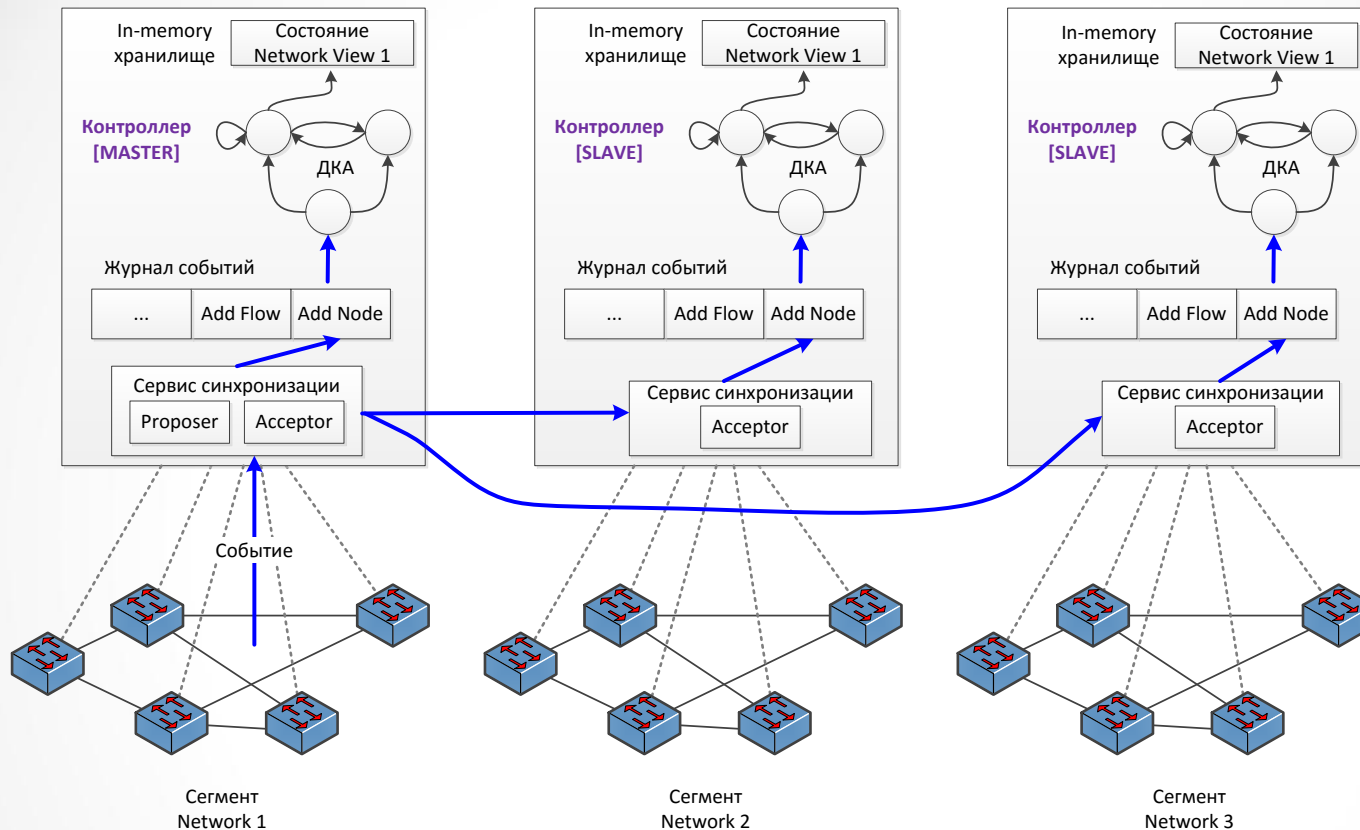 In-memory
хранилище
Состояние
Network View 1
Контроллер
[MASTER]
ДКА
Журнал событий
...
Add Flow
Add Node
Сервис синхронизации
Proposer
Acceptor
Событие
Сегмент
Network 1
In-memory
хранилище
Состояние
Network View 1
Контроллер
[SLAVE]
ДКА
Журнал событий
...
Add Flow
Add Node
Сервис синхронизации
Acceptor
Сегмент
Network 2
In-memory
хранилище
Состояние
Network View 1
Контроллер
[SLAVE]
ДКА
Журнал событий
...
Add Flow
Add Node
Сервис синхронизации
Acceptor
Сегмент
Network 3